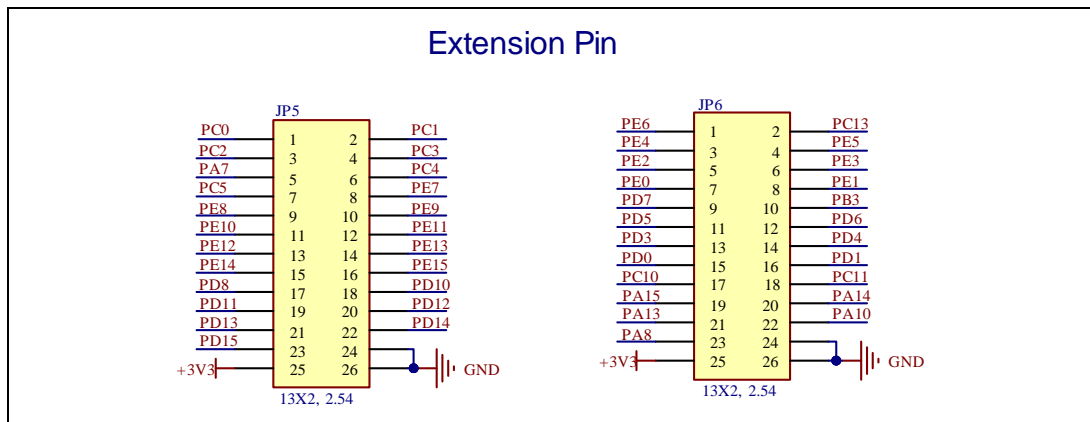 Extension Pin
JP5
PC0 1 2 PC1
PC2 3 4 PC3
PA7 5 6 PC4
PC5 7 8 PE7
PE8 9 10 PE9
PE10 11 12 PE11
PE12 13 14 PE13
PE14 15 16 PE15
PD8 17 18 PD10
PD11 19 20 PD12
PD13 21 22 PD14
PD15 23 24
+3V3 25 26 GND
13X2, 2.54
JP6
PE6 1 2 PC13
PE4 3 4 PE5
PE2 5 6 PE3
PE0 7 8 PE1
PD7 9 10 PB3
PD5 11 12 PD6
PD3 13 14 PD4
PD0 15 16 PD1
PC10 17 18 PC11
PA15 19 20 PA14
PA13 21 22 PA10
PA8 23 24
+3V3 25 26 GND
13X2, 2.54